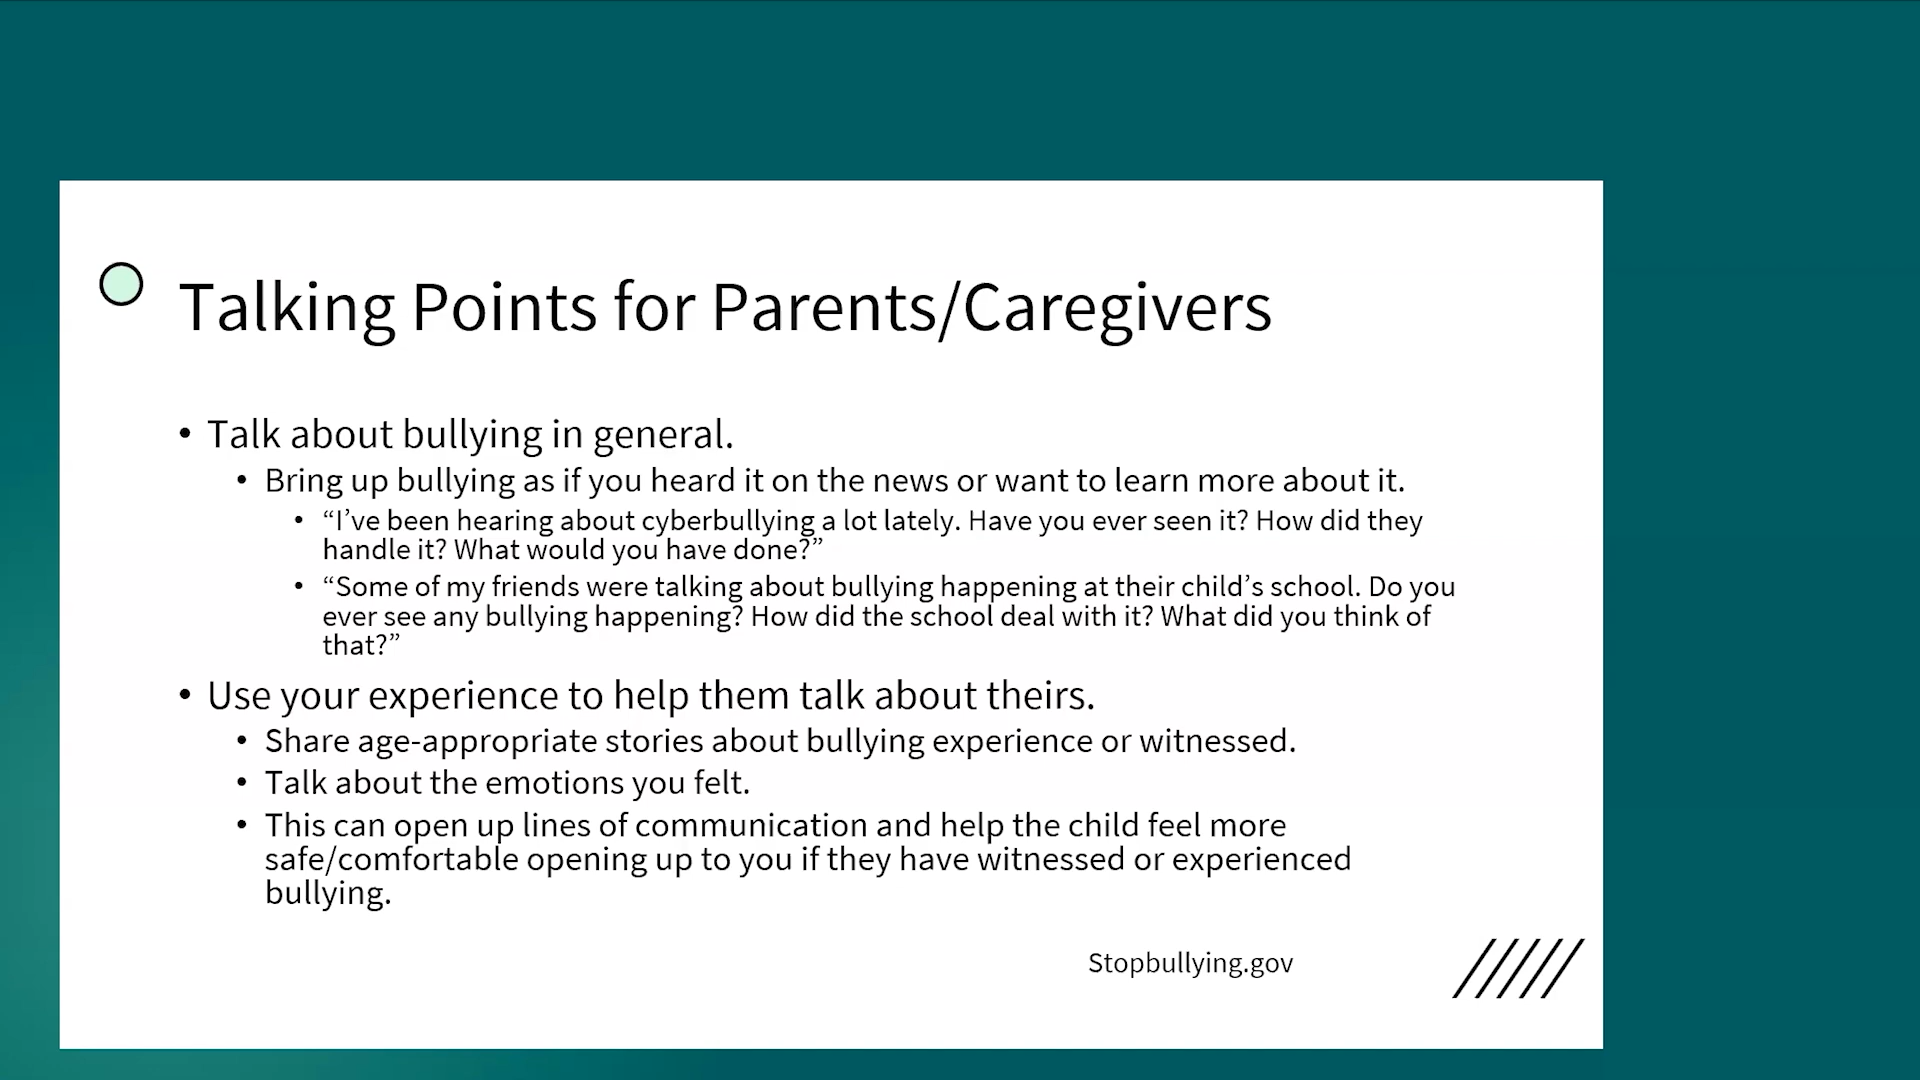 Talking Points for Parents/Caregivers
• Talk about bullying in general.
• Bring up bullying as if you heard it on the news or want to learn more about it.
• “I’ve been hearing about cyberbullying a lot lately. Have you ever seen it? How did they
handle it? What would you have done?”
• “Some of my friends were talking about bullying happening at their child’s school. Do you
ever see any bullying happening? How did the school deal with it? What did you think of
that?”
• Use your experience to help them talk about theirs.
• Share age-appropriate stories about bullying experience or witnessed.
• Talk about the emotions you felt.
• This can open up lines of communication and help the child feel more
safe/comfortable opening up to you if they have witnessed or experienced
bullying.
Stopbullying.gov